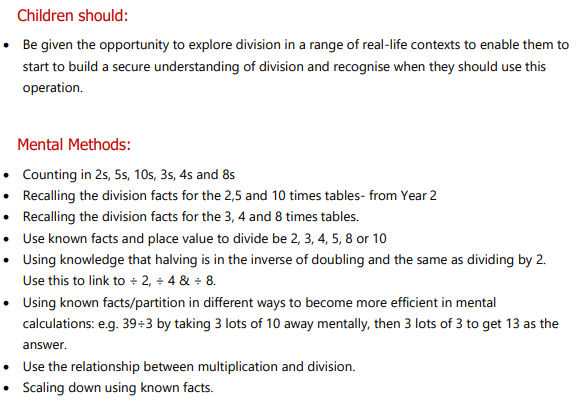 Children should:
• Be given the opportunity to explore division in a range of real-life contexts to enable them to
start to build a secure understanding of division and recognise when they should use this
operation.
Mental Methods:
• Counting in 2s, 5s, 10s, 3s, 4s and 8s
• Recalling the division facts for the 2,5 and 10 times tables- from Year 2
• Recalling the division facts for the 3, 4 and 8 times tables.
• Use known facts and place value to divide be 2, 3, 4, 5, 8 or 10
• Using knowledge that halving is in the inverse of doubling and the same as dividing by 2.
Use this to link to ÷ 2, ÷ 4 & ÷ 8.
• Using known facts/partition in different ways to become more efficient in mental
calculations: e.g. 39÷3 by taking 3 lots of 10 away mentally, then 3 lots of 3 to get 13 as the
answer.
• Use the relationship between multiplication and division.
• Scaling down using known facts.